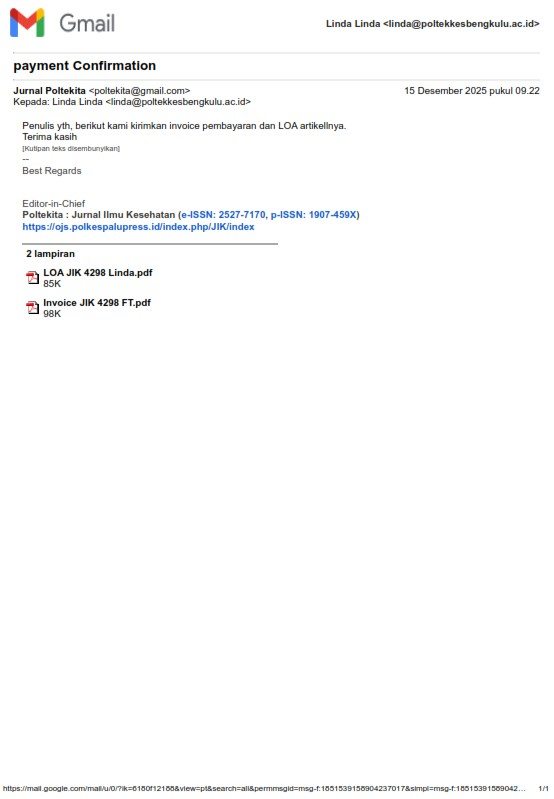 Gmail
Linda Linda <linda@poltekkesbengkulu.ac.id>
payment Confirmation
Jurnal Poltekita <poltekita@gmail.com>
15 Desember 2025 pukul 09.22
Kepada: Linda Linda <linda@poltekkesbengkulu.ac.id>
Penulis yth, berikut kami kirimkan invoice pembayaran dan LOA artikellnya.
Terima kasih
[Kutipan teks disembunyikan]
--
Best Regards
Editor-in-Chief
Poltekita : Jurnal Ilmu Kesehatan (e-ISSN: 2527-7170, p-ISSN: 1907-459X)
https://ojs.polkespalupress.id/index.php/JIK/index
2 lampiran
LOA JIK 4298 Linda.pdf
85K
Invoice JIK 4298 FT.pdf
98K
https://mail.google.com/mail/u/0/?ik=6180f12188&view=pt&search=all&permmsgid=msg-f:1851539158904237017&simpl=msg-f:18515391589042... 1/1